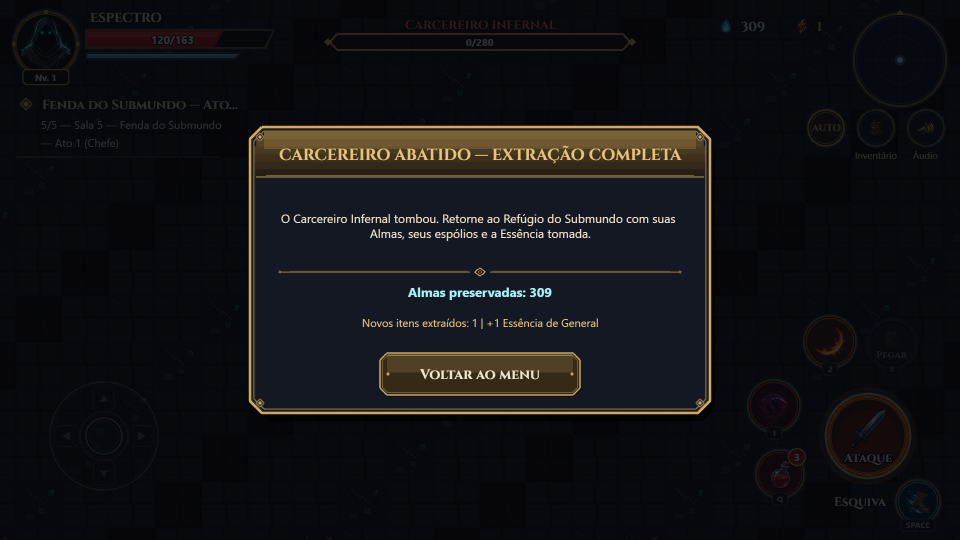 ESPECTRO
120/163
Nv. 1
CARCEREIRO INFERNAL
0/280
309
1
FENDA DO SUBMUNDO — ATO...
5/5 — Sala 5 — Fenda do Submundo
— Ato 1 (Chefe)
AUTO
Inventário
Áudio
CARCEREIRO ABATIDO — EXTRAÇÃO COMPLETA
O Carcereiro Infernal tombou. Retorne ao Refúgio do Submundo com suas
Almas, seus espólios e a Essência tomada.
Almas preservadas: 309
Novos itens extraídos: 1 | +1 Essência de General
VOLTAR AO MENU
2
PEGAR
1
ATAQUE
3
Q
ESQUIVA
SPACE